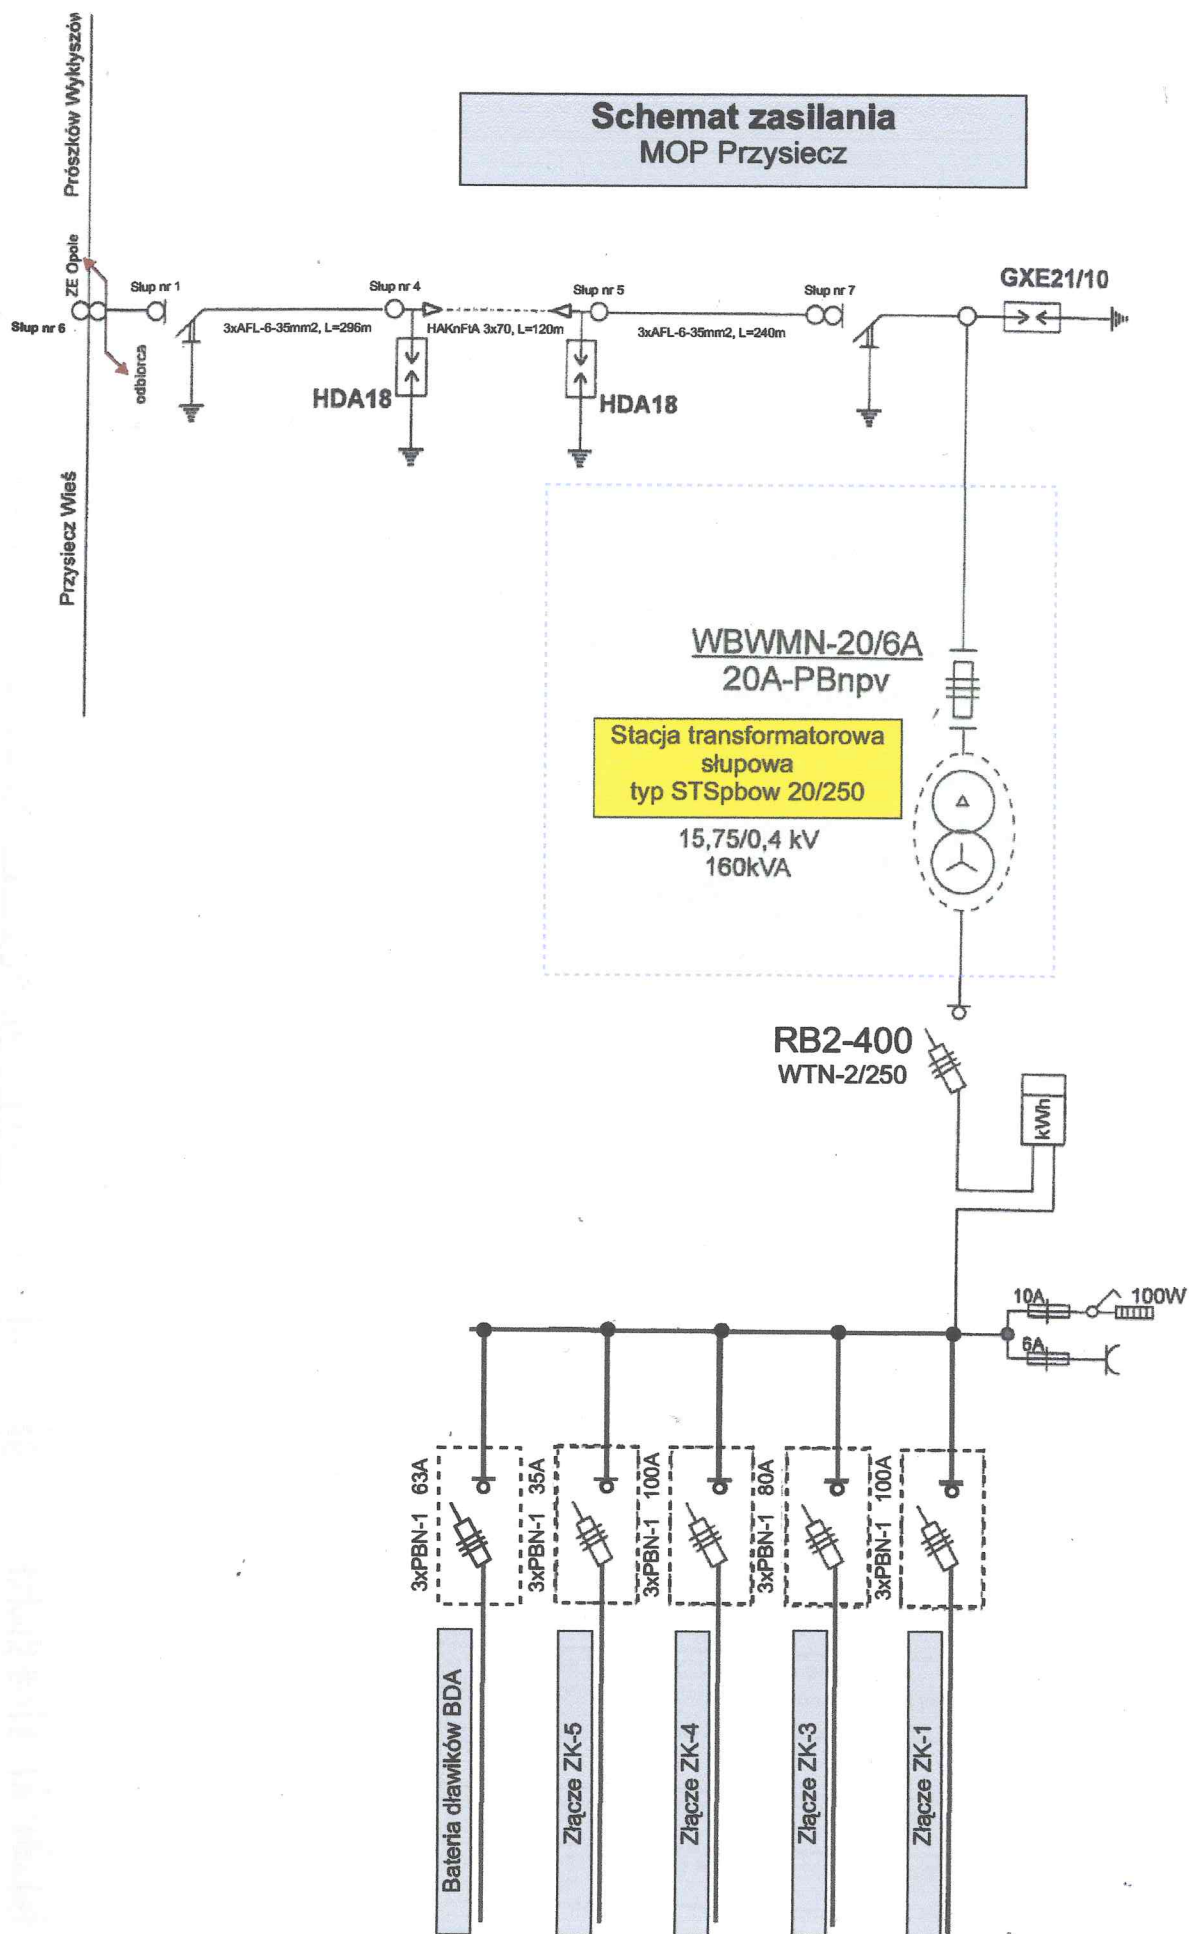 Schemat zasilania
MOP Przysiecz
Prószków Wykłyszów
ZE Opole
Słup nr 6
Słup nr 1
odbiorca
Przysiecz Wieś
3xAFL-6-35mm2, L=296m
Słup nr 4
HAKnFtA 3x70, L=120m
Słup nr 5
3xAFL-6-35mm2, L=240m
Słup nr 7
GXE21/10
HDA18
HDA18
WBWMN-20/6A
20A-PBnpv
Stacja transformatorowa
słupowa
typ STSpbow 20/250
15,75/0,4 kV
160kVA
RB2-400
WTN-2/250
kWh
10A
100W
6A
3xPBN-1 63A
3xPBN-1 35A
3xPBN-1 100A
3xPBN-1 80A
3xPBN-1 100A
Bateria dławików BDA
Złącze ZK-5
Złącze ZK-4
Złącze ZK-3
Złącze ZK-1